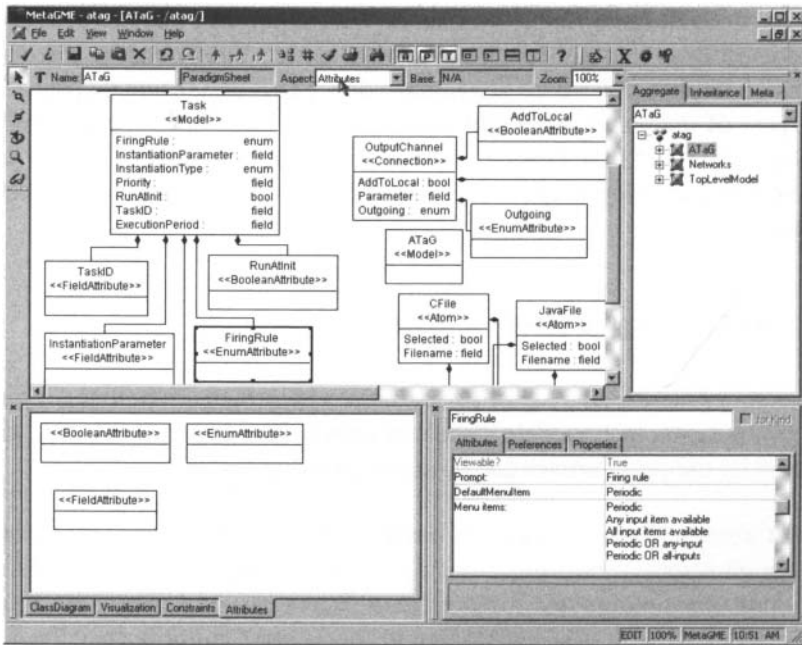 MetaGME - atag - [ATaG - /atag/]
File Edit View Window Help
Name: ATaG ParadigmSheet Aspect: Attributes Base: N/A Zoom: 100%
Task
<<Model>>
FiringRule : enum
InstantiationParameter : field
InstantiationType : enum
Priority : field
RunAtInit : bool
TaskID : field
ExecutionPeriod : field
OutputChannel
<<Connection>>
AddToLocal : bool
Parameter : field
Outgoing : enum
AddToLocal
<<BooleanAttribute>>
Outgoing
<<EnumAttribute>>
ATaG
<<Model>>
TaskID
<<FieldAttribute>>
RunAtInit
<<BooleanAttribute>>
InstantiationParameter
<<FieldAttribute>>
FiringRule
<<EnumAttribute>>
CFile
<<Atom>>
Selected : bool
Filename : field
JavaFile
<<Atom>>
Selected : bool
Filename : field
Aggregate Inheritance Meta
ATaG
atag
ATaG
Networks
TopLevelModel
<<BooleanAttribute>>
<<EnumAttribute>>
<<FieldAttribute>>
ClassDiagram Visualization Constraints Attributes
FiringRule for Kind
Attributes Preferences Properties
Viewable? True
Prompt: Firing rule
DefaultMenuItem Periodic
Menu items: Periodic
Any input item available
All input items available
Periodic OR any-input
Periodic OR all-inputs
EDIT 100% MetaGME 10:51 AM